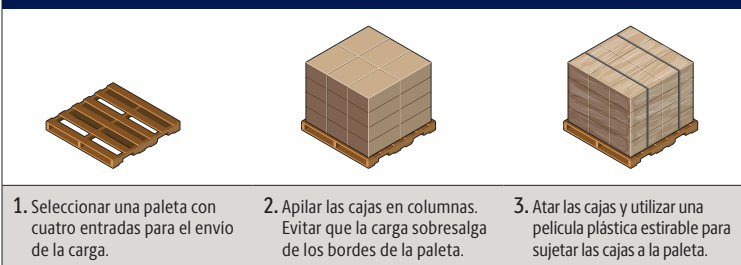 1. Seleccionar una paleta con
cuatro entradas para el envío
de la carga.
2. Apilar las cajas en columnas.
Evitar que la carga sobresalga
de los bordes de la paleta.
3. Atar las cajas y utilizar una
película plástica estirable para
sujetar las cajas a la paleta.